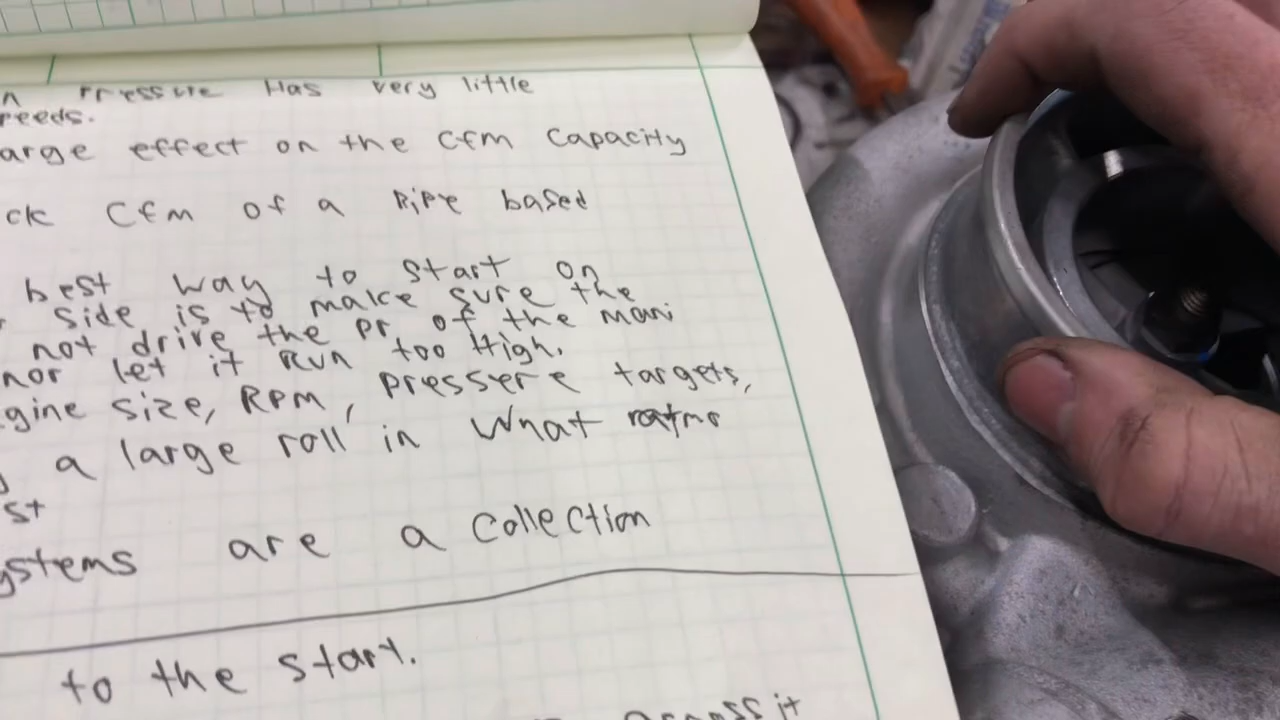 n Pressure Has very little
reeds.
arge effect on the Cfm Capacity
ck Cfm of a Pipe based
best way to start on
side is to make sure the
not drive the Pr of the mani
nor let it Run too High.
gine size, RPM, pressere targets,
a large roll in what
st
ystems are a Collection
to the start.
across it